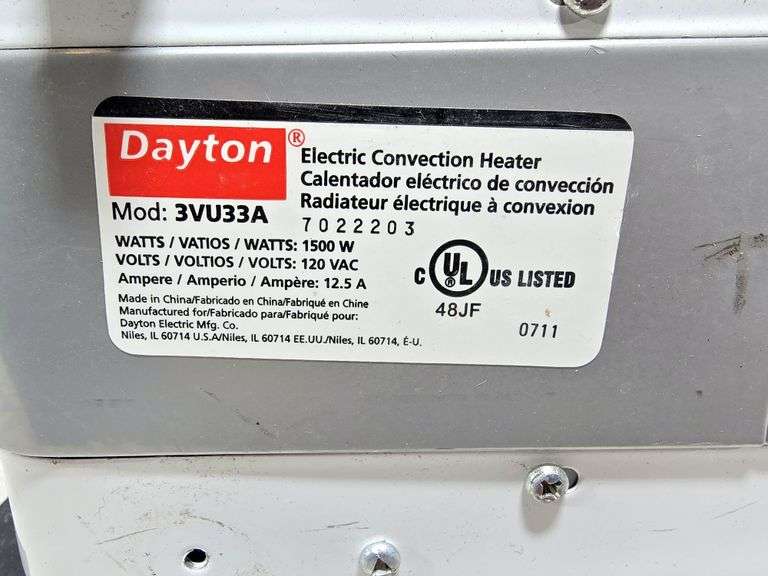 Dayton®
Electric Convection Heater
Calentador eléctrico de convección
Radiateur électrique à convexion
Mod: 3VU33A
7022203
WATTS / VATIOS / WATTS: 1500 W
VOLTS / VOLTIOS / VOLTS: 120 VAC
Ampere / Amperio / Ampère: 12.5 A
C UL ® US LISTED
48JF
0711
Made in China/Fabricado en China/Fabriqué en Chine
Manufactured for/Fabricado para/Fabriqué pour:
Dayton Electric Mfg. Co.
Niles, IL 60714 U.S.A/Niles, IL 60714 EE.UU./Niles, IL 60714, É-U.